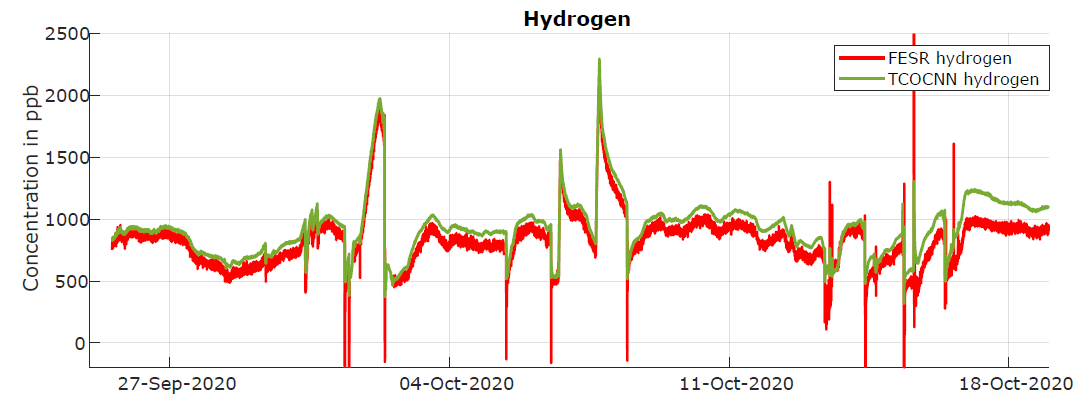 Hydrogen
2500
2000
1500
1000
500
0
Concentration in ppb
FESR hydrogen
TCOCNN hydrogen
27-Sep-2020 04-Oct-2020 11-Oct-2020 18-Oct-2020